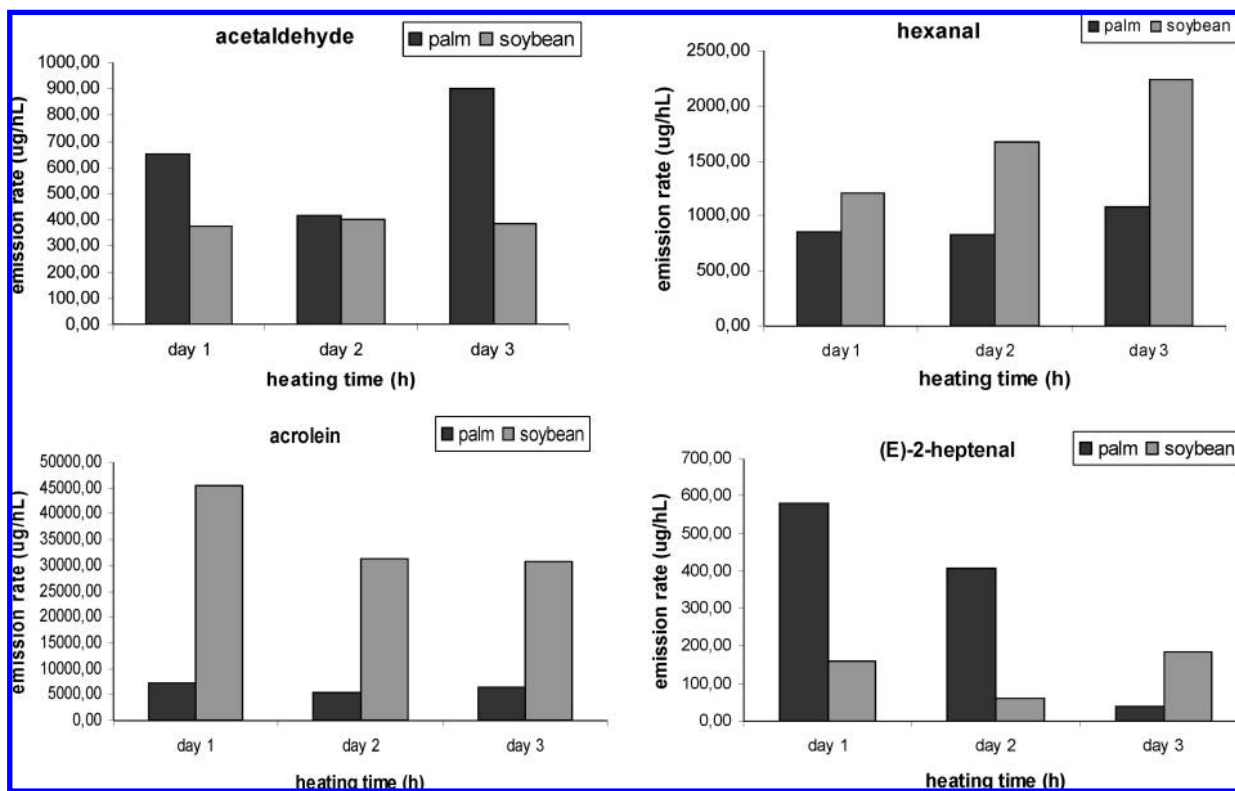 acetaldehyde
palm soybean
emission rate (ug/hL)
1000,00
900,00
800,00
700,00
600,00
500,00
400,00
300,00
200,00
100,00
0,00
day 1 day 2 day 3
heating time (h)
hexanal
palm soybean
emission rate (ug/hL)
2500,00
2000,00
1500,00
1000,00
500,00
0,00
day 1 day 2 day 3
heating time (h)
acrolein
palm soybean
emission rate (ug/hL)
50000,00
45000,00
40000,00
35000,00
30000,00
25000,00
20000,00
15000,00
10000,00
5000,00
0,00
day 1 day 2 day 3
heating time (h)
(E)-2-heptenal
palm soybean
emission rate (ug/hL)
700,00
600,00
500,00
400,00
300,00
200,00
100,00
0,00
day 1 day 2 day 3
heating time (h)